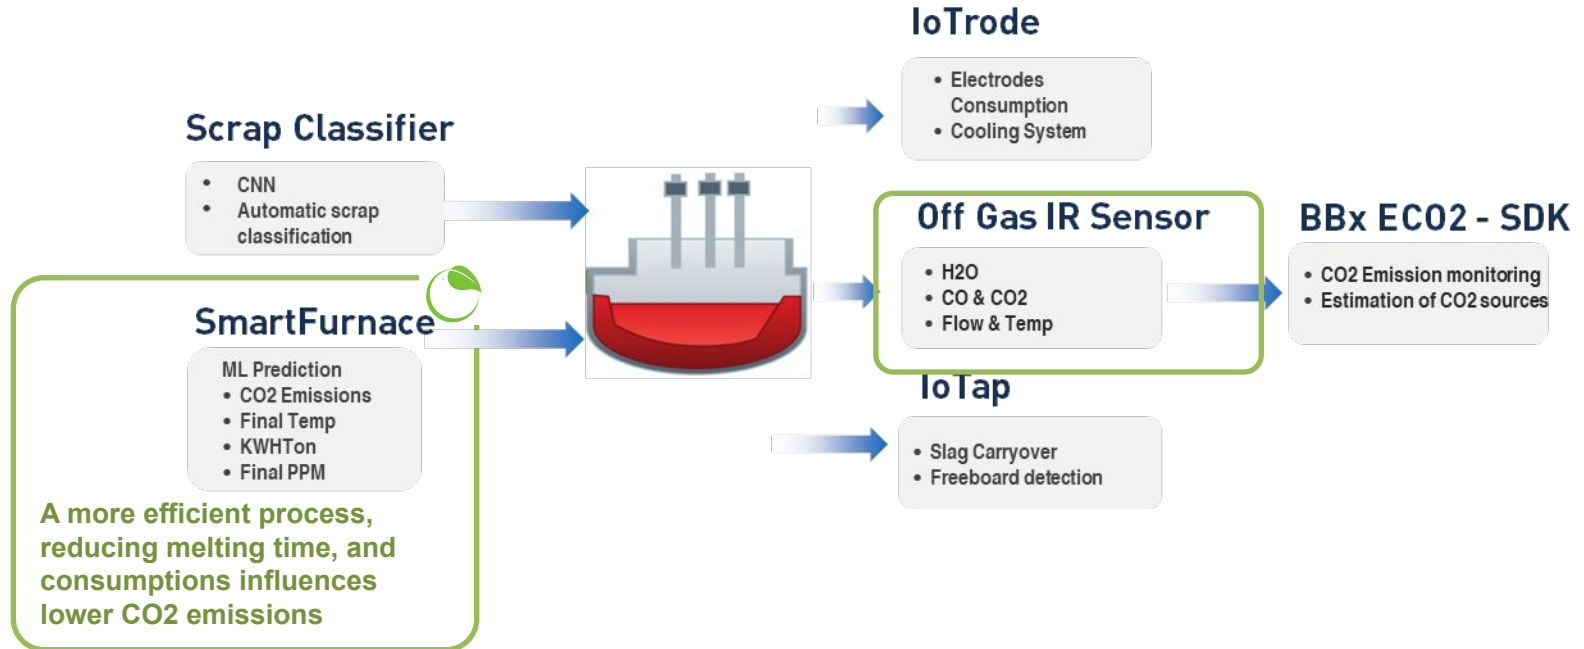 IoTrode
• Electrodes
Consumption
• Cooling System
Scrap Classifier
• CNN
• Automatic scrap
classification
Off Gas IR Sensor
• H2O
• CO & CO2
• Flow & Temp
BBx ECO2 - SDK
• CO2 Emission monitoring
• Estimation of CO2 sources
SmartFurnace
ML Prediction
• CO2 Emissions
• Final Temp
• KWHTon
• Final PPM
IoTap
• Slag Carryover
• Freeboard detection
A more efficient process,
reducing melting time, and
consumptions influences
lower CO2 emissions